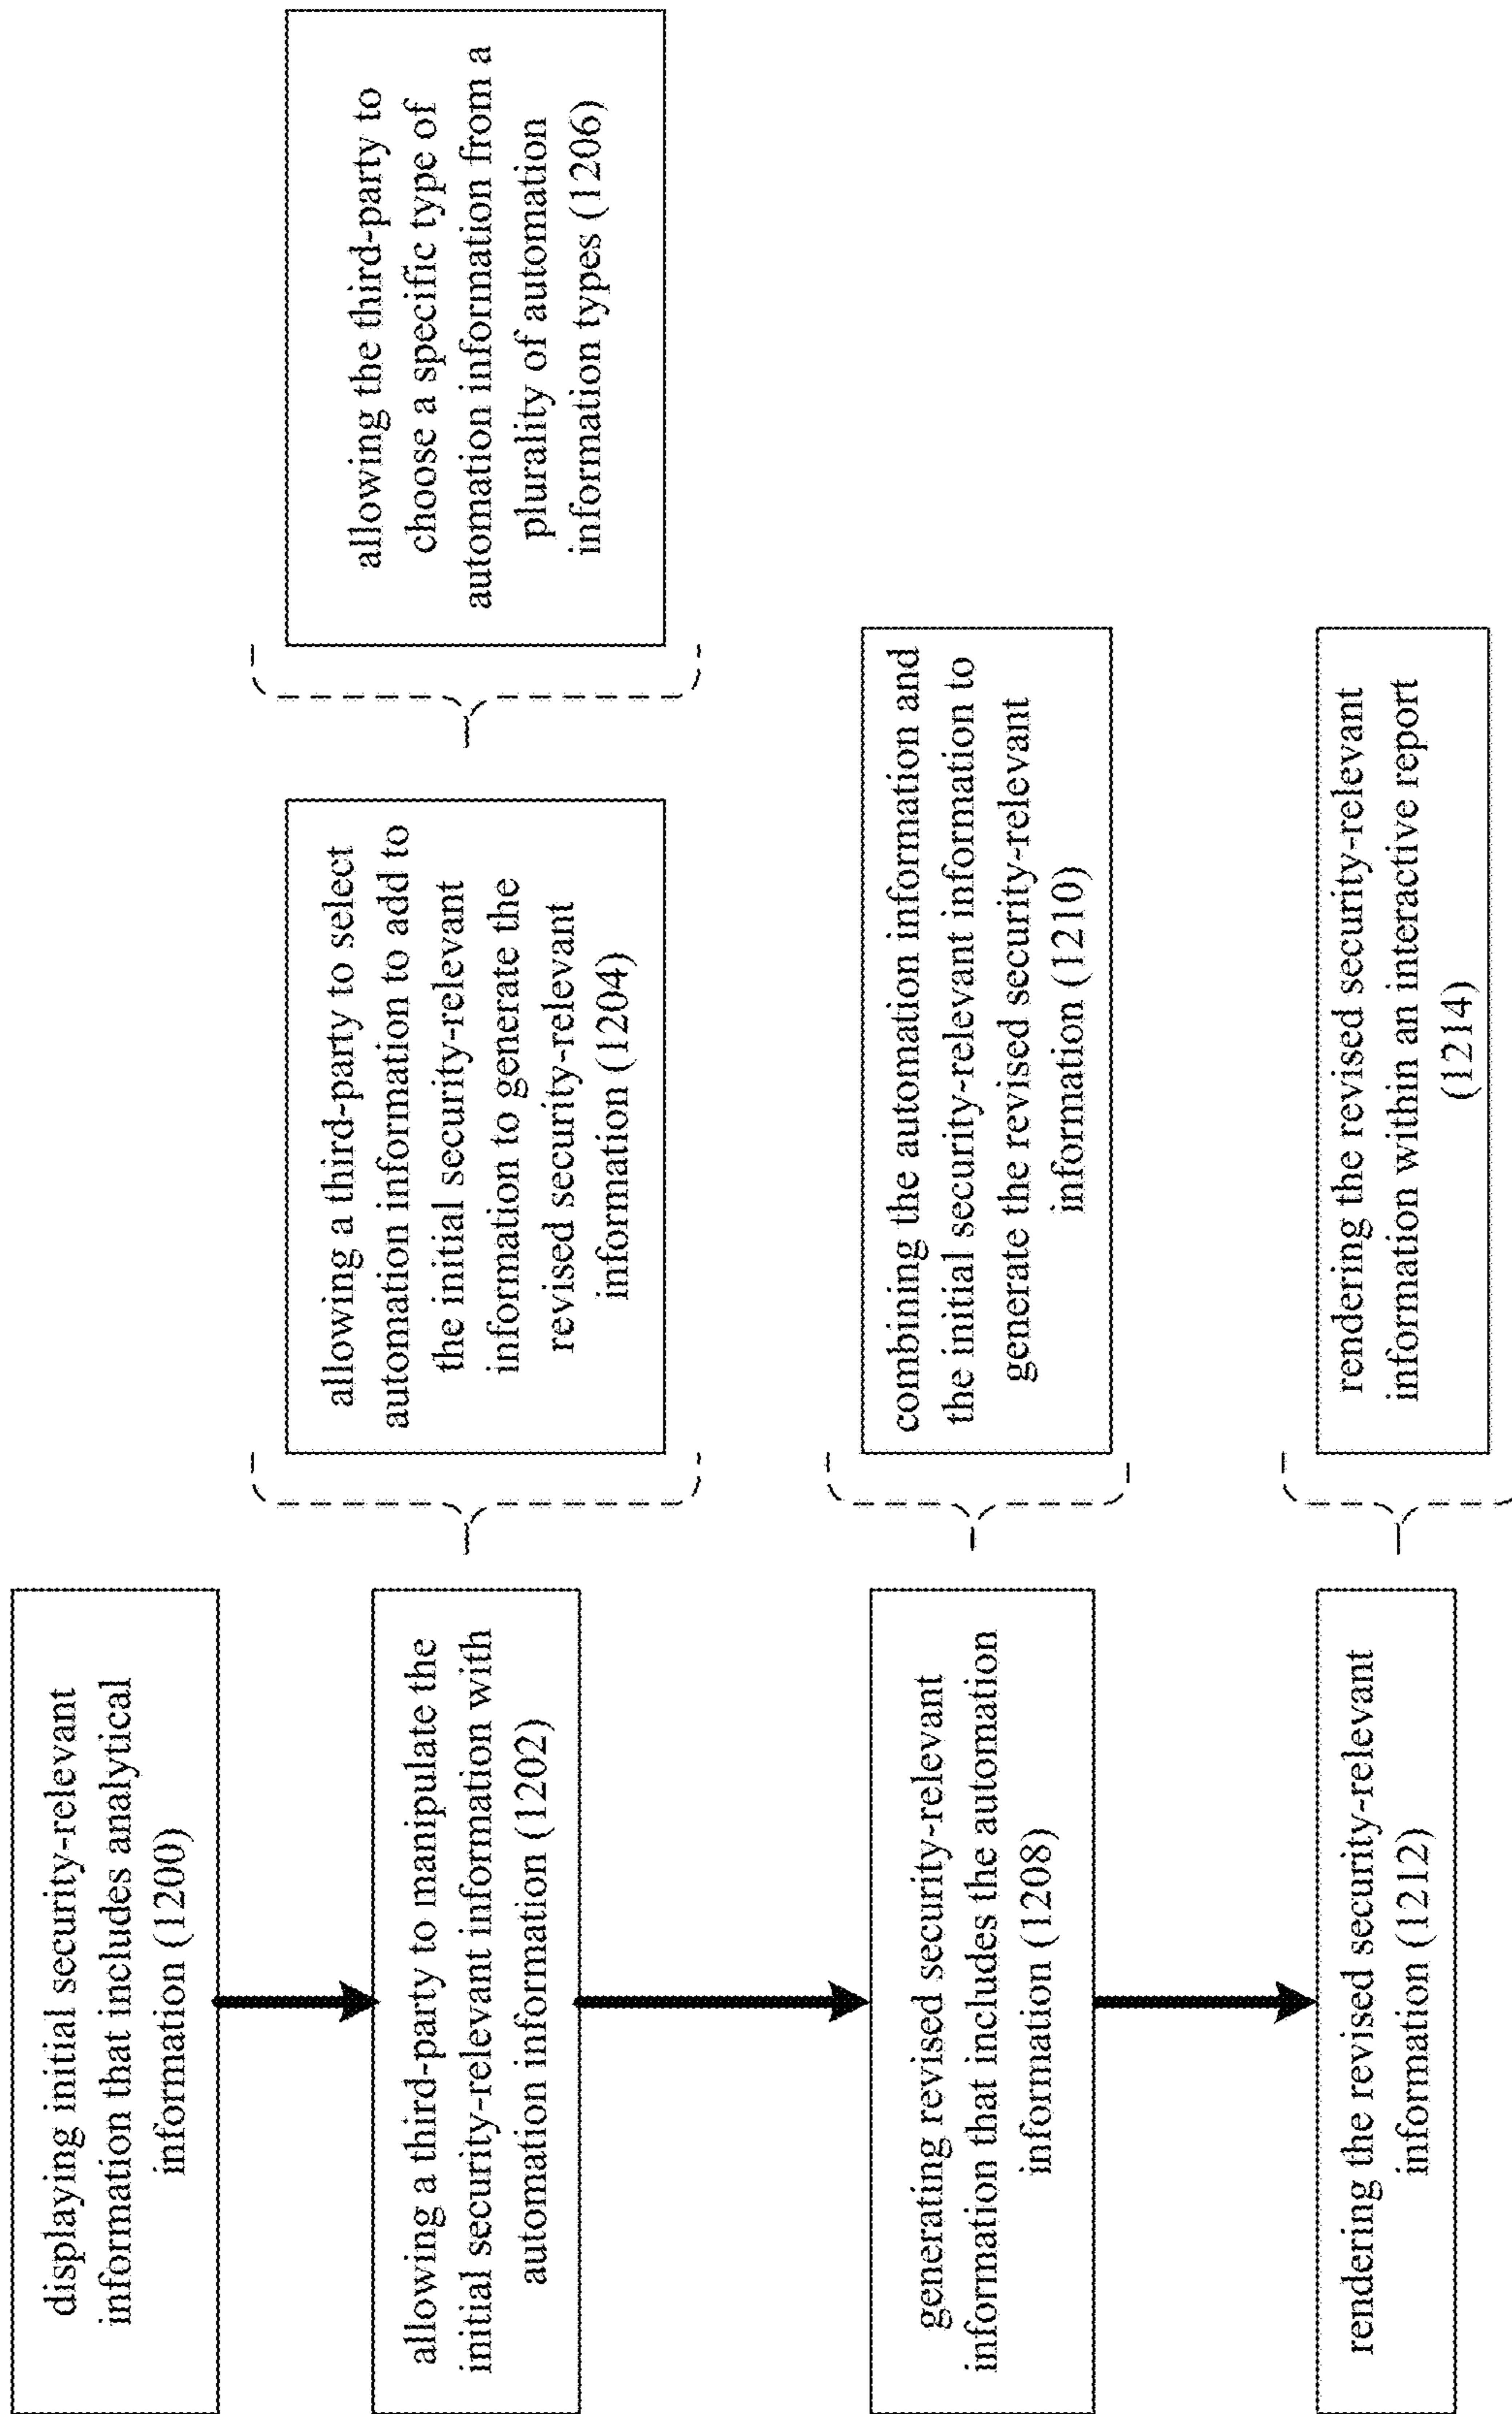 displaying initial security-relevant
information that includes analytical
information (1200)
allowing a third-party to manipulate the
initial security-relevant information with
automation information (1202)
allowing a third-party to select
automation information to add to
the initial security-relevant
information to generate the
revised security-relevant
information (1204)
allowing the third-party to
choose a specific type of
automation information from a
plurality of automation
information types (1206)
generating revised security-relevant
information that includes the automation
information (1208)
combining the automation information and
the initial security-relevant information to
generate the revised security-relevant
information (1210)
rendering the revised security-relevant
information (1212)
rendering the revised security-relevant
information within an interactive report
(1214)